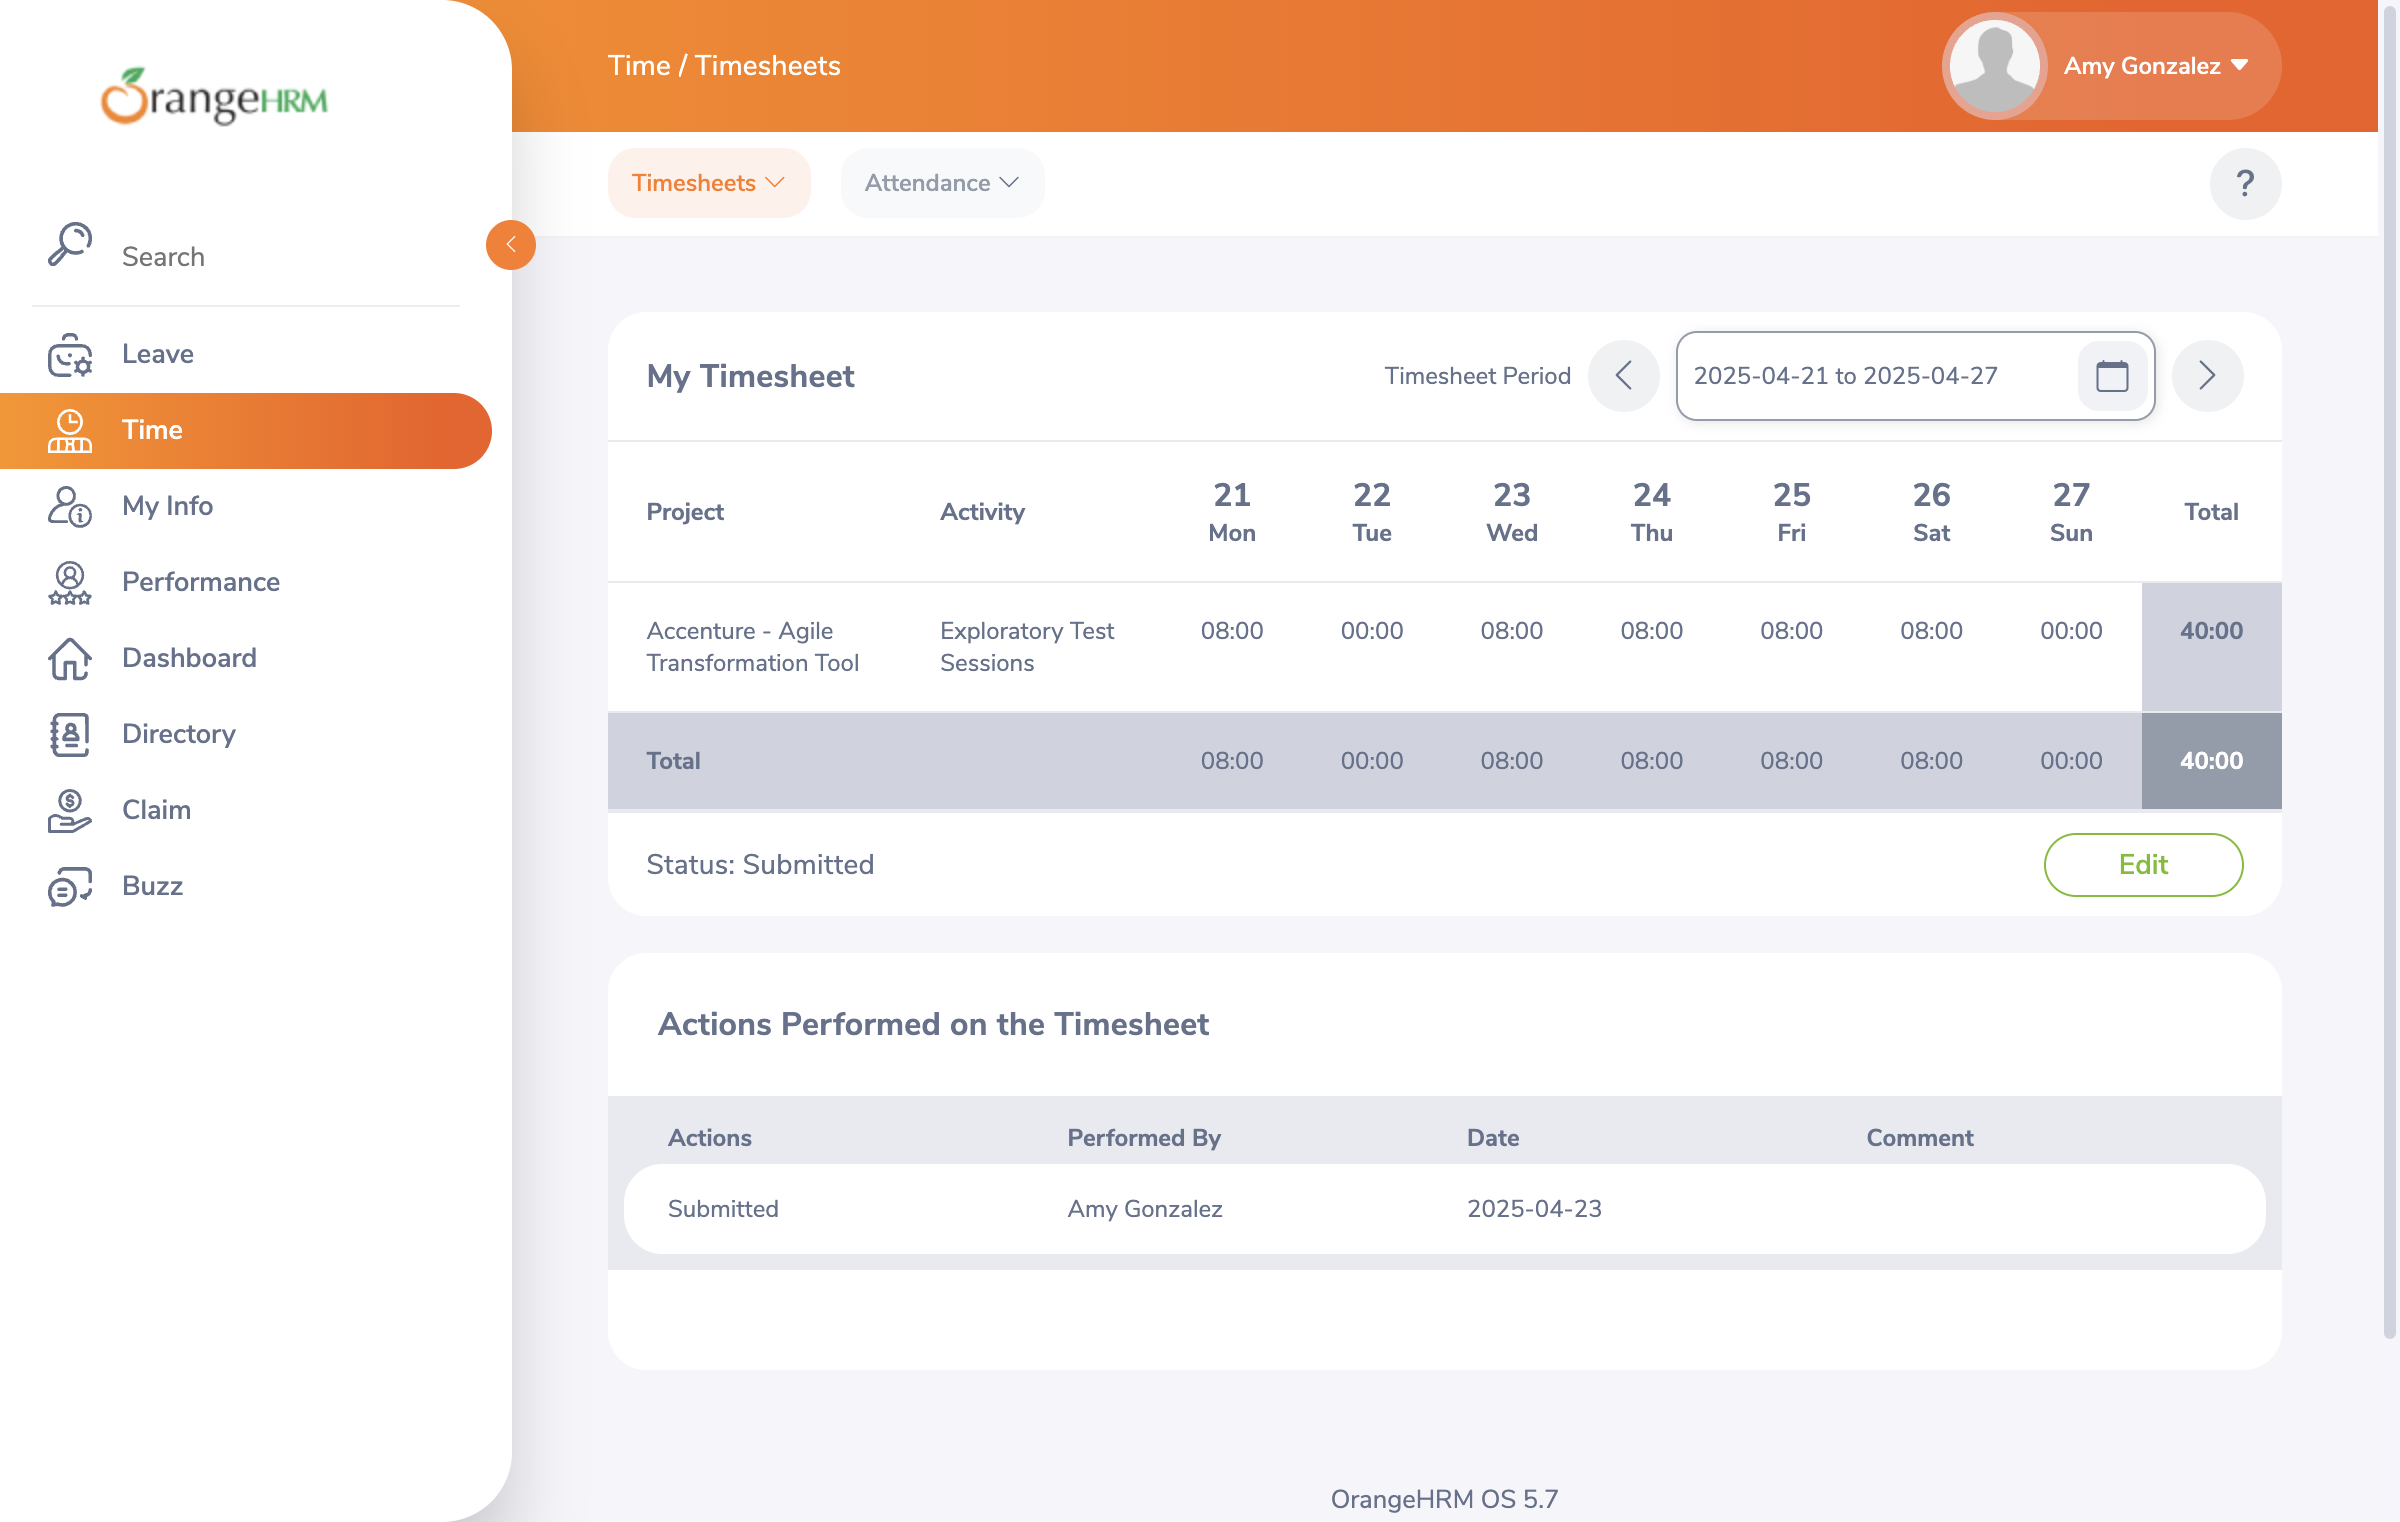 OrangeHRM
Time / Timesheets
Amy Gonzalez
Timesheets
Attendance
?
Search
Leave
Time
My Info
Performance
Dashboard
Directory
Claim
Buzz
My Timesheet
Timesheet Period
2025-04-21 to 2025-04-27
Project Activity 21 Mon 22 Tue 23 Wed 24 Thu 25 Fri 26 Sat 27 Sun Total
Accenture - Agile Transformation Tool Exploratory Test Sessions 08:00 00:00 08:00 08:00 08:00 08:00 00:00 40:00
Total 08:00 00:00 08:00 08:00 08:00 08:00 00:00 40:00
Status: Submitted
Edit
Actions Performed on the Timesheet
Actions Performed By Date Comment
Submitted Amy Gonzalez 2025-04-23
OrangeHRM OS 5.7